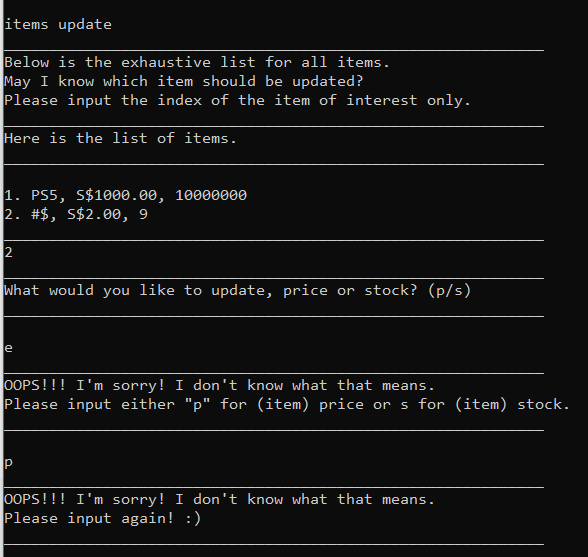 items update
Below is the exhaustive list for all items.
May I know which item should be updated?
Please input the index of the item of interest only.
Here is the list of items.
1. PS5, S$1000.00, 10000000
2. #$, S$2.00, 9
2
What would you like to update, price or stock? (p/s)
e
OOPS!!! I'm sorry! I don't know what that means.
Please input either "p" for (item) price or s for (item) stock.
p
OOPS!!! I'm sorry! I don't know what that means.
Please input again! :)